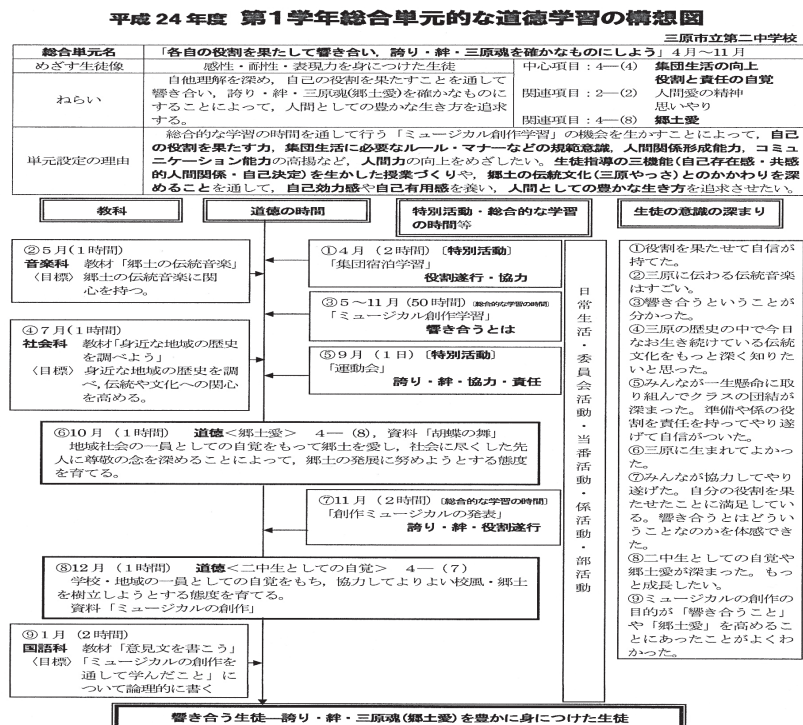 平成24年度 第1学年総合単元的な道徳学習の構想図
三原市立第二中学校
総合単元名
「各自の役割を果たして響き合い，誇り・絆・三原魂を確かなものにしよう」4月～11月
めざす生徒像
感性・耐性・表現力を身につけた生徒
ねらい
自他理解を深め，自己の役割を果たすことを通して
響き合い，誇り・絆・三原魂(郷土愛)を確かなものに
することによって，人間としての豊かな生き方を追求
する。
中心項目：4―(4) 集団生活の向上
役割と責任の自覚
関連項目：2―(2) 人間愛の精神
思いやり
関連項目：4―(8) 郷土愛
単元設定の理由
総合的な学習の時間を通して行う「ミュージカル創作学習」の機会を生かすことによって，自己
の役割を果たす力，集団生活に必要なルール・マナーなどの規範意識，人間関係形成能力，コミュ
ニケーション能力の高揚など，人間力の向上をめざしたい。生徒指導の三機能(自己存在感・共感
的人間関係・自己決定)を生かした授業づくりや，郷土の伝統文化(三原やっさ)とのかかわりを深
めることを通して，自己効力感や自己有用感を養い，人間としての豊かな生き方を追求させたい。
教科
道徳の時間
特別活動・総合的な学習
の時間等
生徒の意識の深まり
①4月（2時間）［特別活動］
「集団宿泊学習」
役割遂行・協力
②5月(1時間)
音楽科 教材「郷土の伝統音楽」
〈目標〉郷土の伝統音楽に関
心を持つ。
③5～11月（50時間）［総合的な学習の時間］
「ミュージカル創作学習」
響き合うとは
④7月(1時間)
社会科 教材「身近な地域の歴史
を調べよう」
〈目標〉身近な地域の歴史を調
べ,伝統や文化への関心
を高める。
⑤9月（1日）［特別活動］
「運動会」
誇り・絆・協力・責任
⑥10月（1時間） 道徳＜郷土愛＞ 4―(8)，資料「胡蝶の舞」
地域社会の一員としての自覚をもって郷土を愛し，社会に尽くした先
人に尊敬の念を深めることによって，郷土の発展に努めようとする態度
を育てる。
⑦11月（2時間）［総合的な学習の時間］
「創作ミュージカルの発表」
誇り・絆・役割遂行
⑧12月（1時間） 道徳＜二中生としての自覚＞ 4―(7)
学校・地域の一員としての自覚をもち，協力してよりよい校風・郷土
を樹立しようとする態度を育てる。
資料「ミュージカルの創作」
⑨1月（2時間）
国語科 教材「意見文を書こう」
〈目標〉「ミュージカルの創作を
通して学んだこと」に
ついて論理的に書く
日常生活・委員会活動・当番活動・係活動・部活動
①役割を果たせて自信が
持てた。
②三原に伝わる伝統音楽
はすごい。
③響き合うということが
分かった。
④三原の歴史の中で今日
なお生き続けている伝統
文化をもっと深く知りた
いと思った。
⑤みんなが一生懸命に取
り組んでクラスの団結が
深まった。準備や係の役
割を責任を持ってやり遂
げて自信がついた。
⑥三原に生まれてよかっ
た。
⑦みんなが協力してやり
遂げた。自分の役割を果
たせたことに満足してい
る。響き合うとはどうい
うことなのかを体感でき
た。
⑧二中生としての自覚や
郷土愛が深まった。もっ
と成長したい。
⑨ミュージカルの創作の
目的が「響き合うこと」
や「郷土愛」を高めるこ
とにあったことがよくわ
かった。
響き合う生徒―誇り・絆・三原魂(郷土愛)を豊かに身につけた生徒